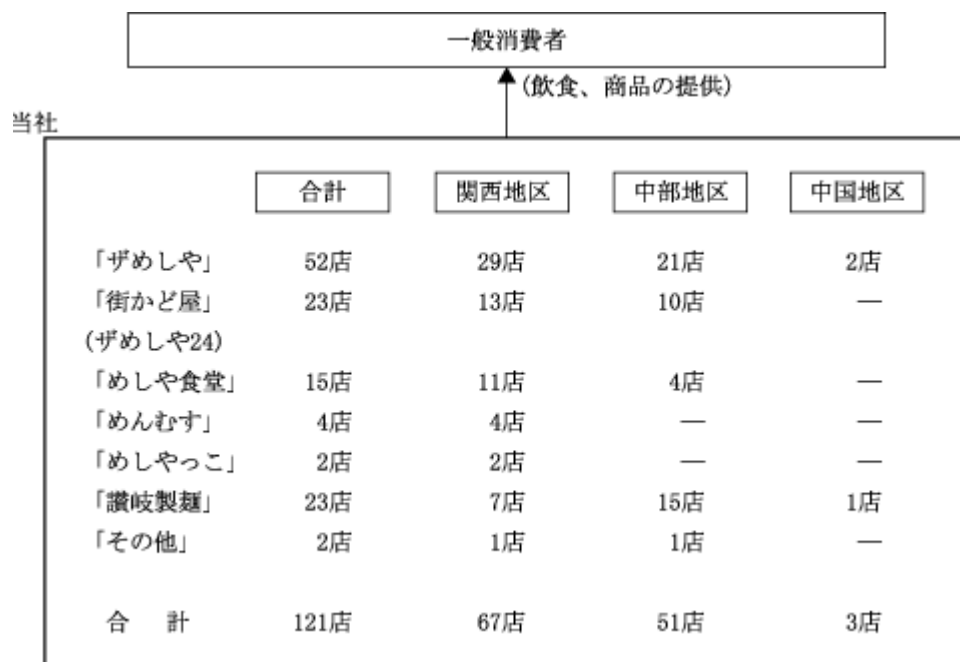 一般消費者
(飲食、商品の提供)
当社
合計 関西地区 中部地区 中国地区
「ザめしや」 52店 29店 21店 2店
「街かど屋」 23店 13店 10店 ―
(ザめしや24)
「めしや食堂」 15店 11店 4店 ―
「めんむす」 4店 4店 ― ―
「めしやっこ」 2店 2店 ― ―
「讃岐製麺」 23店 7店 15店 1店
「その他」 2店 1店 1店 ―
合 計 121店 67店 51店 3店